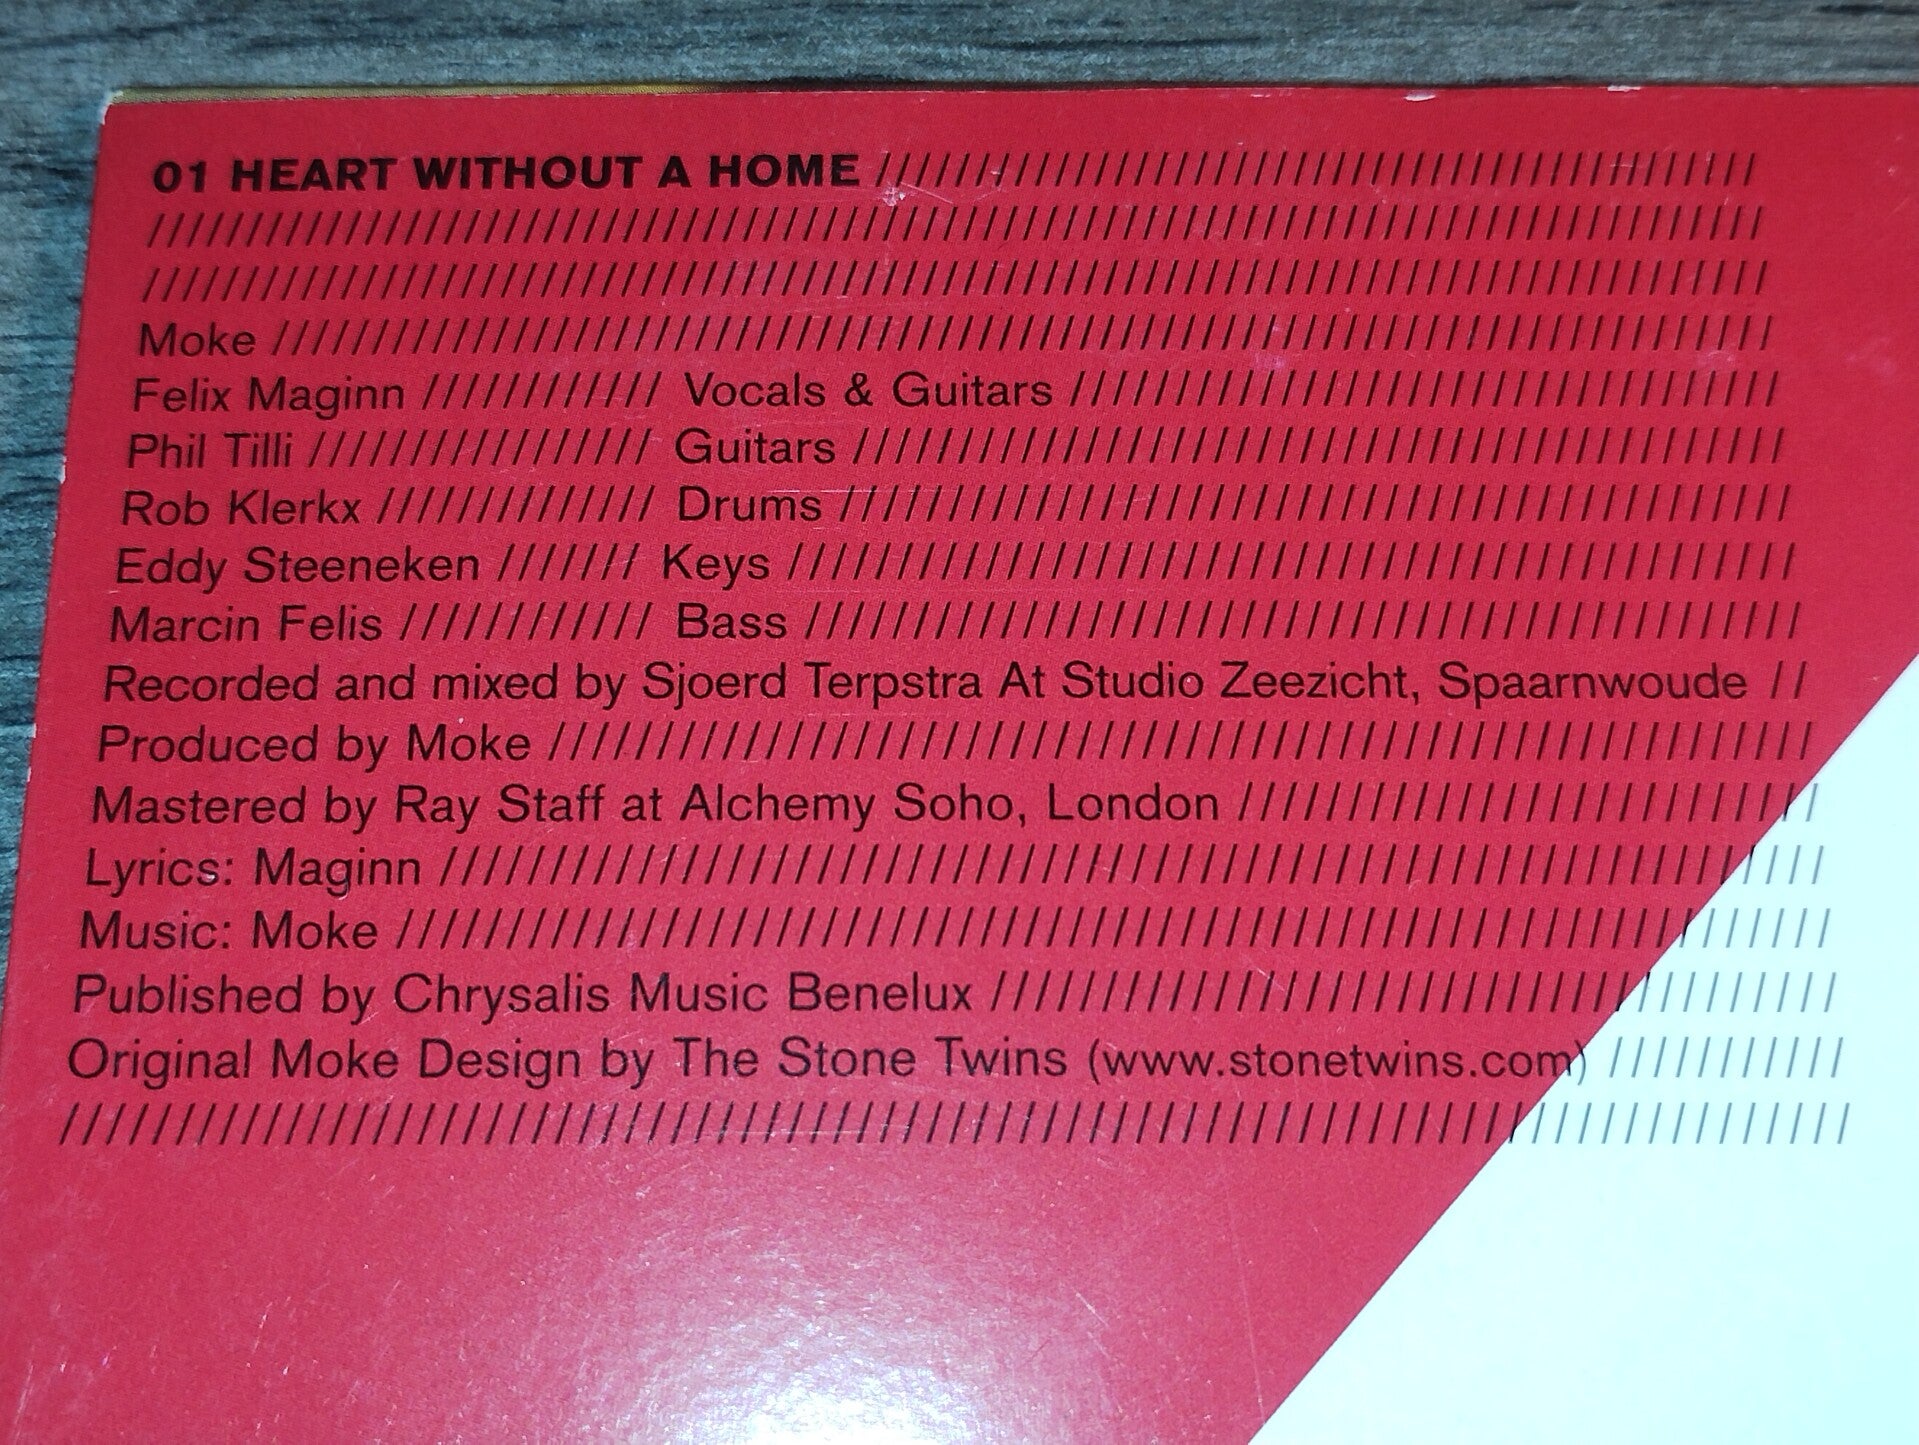 01 HEART WITHOUT A HOME ////////////////////////////////////////////////
////////////////////////////////////////////////////////////////////////////////////////
////////////////////////////////////////////////////////////////////////////////////////
Moke ////////////////////////////////////////////////////////////////////////////////
Felix Maginn ///////////// Vocals & Guitars //////////////////////////////////////
Phil Tilli ////////////////// Guitars /////////////////////////////////////////////////
Rob Klerkx /////////////// Drums //////////////////////////////////////////////////
Eddy Steeneken /////// Keys ////////////////////////////////////////////////////
Marcin Felis ///////////// Bass ///////////////////////////////////////////////////
Recorded and mixed by Sjoerd Terpstra At Studio Zeezicht, Spaarnwoude //
Produced by Moke //////////////////////////////////////////////////////////////////
Mastered by Ray Staff at Alchemy Soho, London //////////////////////////////
Lyrics: Maginn ///////////////////////////////////////////////////////////////////////
Music: Moke /////////////////////////////////////////////////////////////////////////
Published by Chrysalis Music Benelux ///////////////////////////////////////////
Original Moke Design by The Stone Twins (www.stonetwins.com) ///////////
////////////////////////////////////////////////////////////////////////////////////////